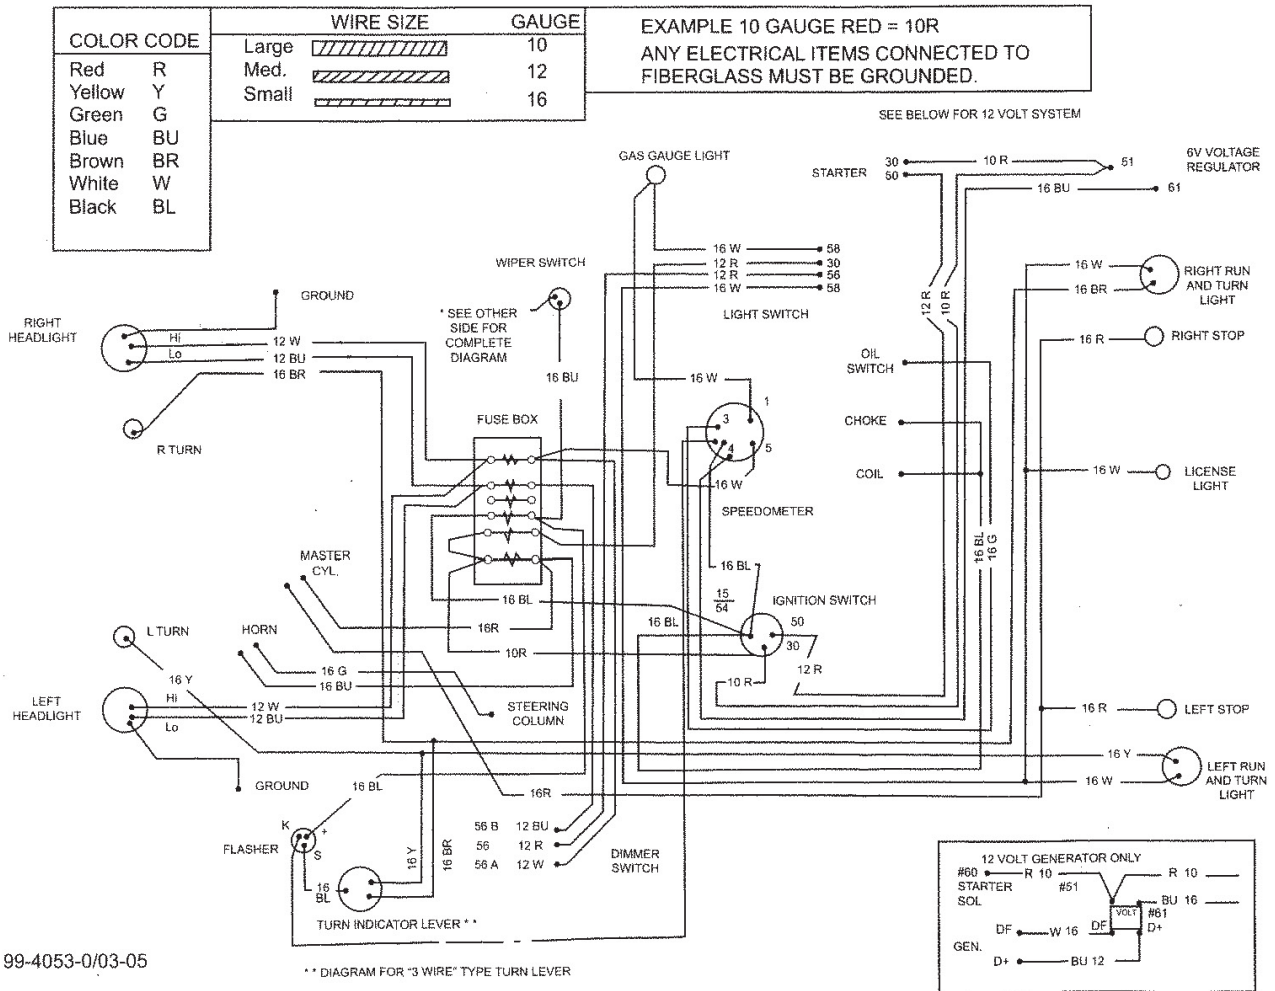 COLOR CODE
Red R
Yellow Y
Green G
Blue BU
Brown BR
White W
Black BL
WIRE SIZE GAUGE
Large 10
Med. 12
Small 16
EXAMPLE 10 GAUGE RED = 10R
ANY ELECTRICAL ITEMS CONNECTED TO
FIBERGLASS MUST BE GROUNDED.
SEE BELOW FOR 12 VOLT SYSTEM
GAS GAUGE LIGHT
STARTER
30
50
10 R
51
6V VOLTAGE
REGULATOR
16 BU
61
16 W 58
12 R 30
12 R 56
16 W 58
LIGHT SWITCH
WIPER SWITCH
* SEE OTHER
SIDE FOR
COMPLETE
DIAGRAM
16 BU
GROUND
RIGHT
HEADLIGHT
Hi
Lo
12 W
12 BU
16 BR
R TURN
FUSE BOX
12 R
10 R
16 W
RIGHT RUN
AND TURN
LIGHT
16 BR
16 R
RIGHT STOP
OIL
SWITCH
CHOKE
COIL
16 W
1
3
4
5
16 W
SPEEDOMETER
16 W
LICENSE
LIGHT
16 BL
16 G
MASTER
CYL.
16 BL
16R
10R
16 BL
15
54
IGNITION SWITCH
50
30
16 BL
12 R
10 R
L TURN
HORN
16 Y
16 G
16 BU
STEERING
COLUMN
LEFT
HEADLIGHT
Hi
Lo
12 W
12 BU
GROUND
16 R
LEFT STOP
16 Y
16 W
LEFT RUN
AND TURN
LIGHT
16 BL
16R
K
+
S
FLASHER
16
BL
16 Y
16 BR
56 B 12 BU
56 12 R
56 A 12 W
DIMMER
SWITCH
TURN INDICATOR LEVER * *
* * DIAGRAM FOR "3 WIRE" TYPE TURN LEVER
99-4053-0/03-05
12 VOLT GENERATOR ONLY
#60 R 10 R 10
STARTER #51
SOL
BU 16
VOLT #61
DF W 16 DF D+
GEN.
D+ BU 12